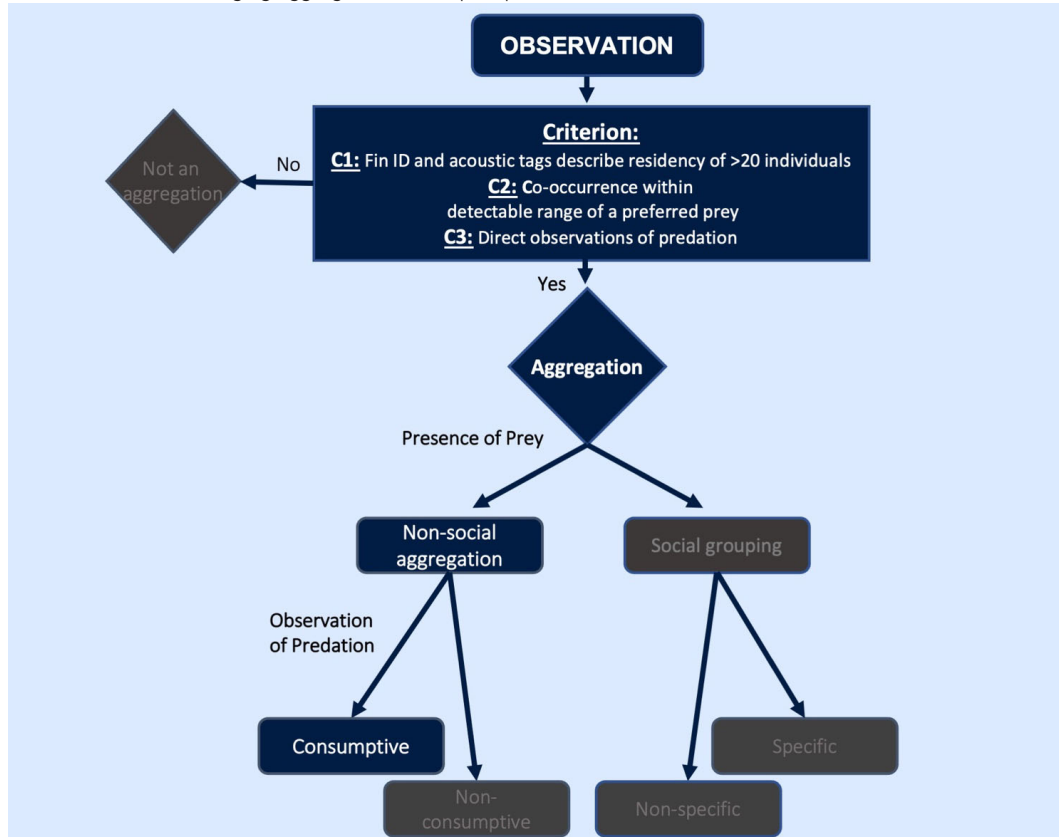 OBSERVATION
Criterion:
C1: Fin ID and acoustic tags describe residency of >20 individuals
C2: Co-occurrence within
detectable range of a preferred prey
C3: Direct observations of predation
No
Not an
aggregation
Yes
Aggregation
Presence of Prey
Non-social
aggregation
Social grouping
Observation
of Predation
Consumptive
Specific
Non-
consumptive
Non-specific